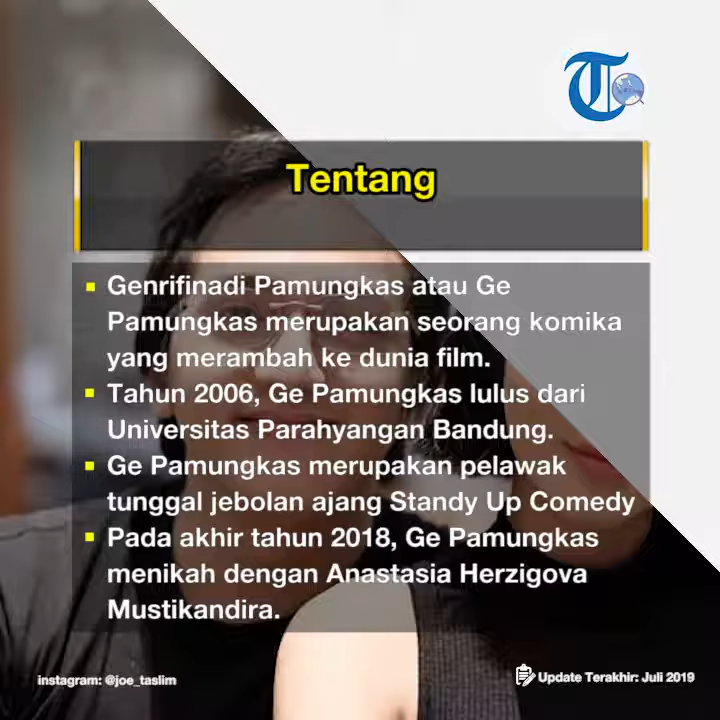 T
Tentang
Genrifinadi Pamungkas atau Ge
Pamungkas merupakan seorang komika
yang merambah ke dunia film.
Tahun 2006, Ge Pamungkas lulus dari
Universitas Parahyangan Bandung.
Ge Pamungkas merupakan pelawak
tunggal jebolan ajang Standy Up Comedy
Pada akhir tahun 2018, Ge Pamungkas
menikah dengan Anastasia Herzigova
Mustikandira.
instagram: @joe_taslim
Update Terakhir: Juli 2019